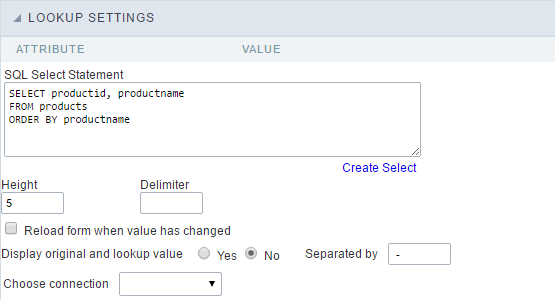 LOOKUP SETTINGS
ATTRIBUTE VALUE
SQL Select Statement
SELECT productid, productname
FROM products
ORDER BY productname
Create Select
Height Delimiter
5
Reload form when value has changed
Display original and lookup value Yes No Separated by -
Choose connection